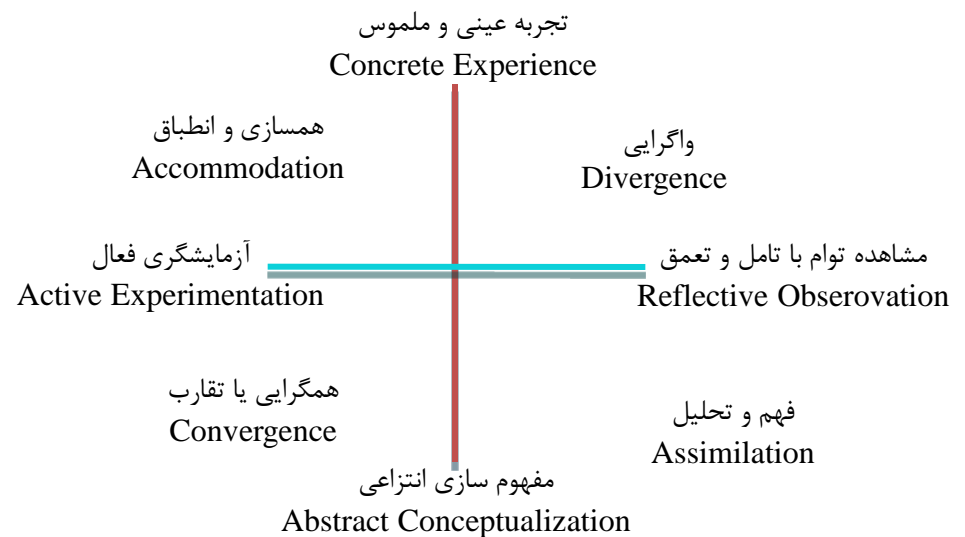 تجربه عینی و ملموس
Concrete Experience
همسازی و انطباق
Accommodation
واگرایی
Divergence
آزمایشگری فعال
Active Experimentation
مشاهده توام با تامل و تعمق
Reflective Obserovation
همگرایی یا تقارب
Convergence
فهم و تحلیل
Assimilation
مفهوم سازی انتزاعی
Abstract Conceptualization